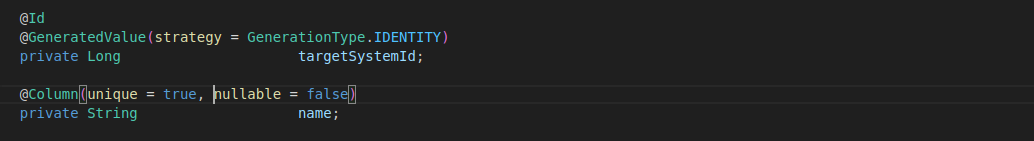 @Id
@GeneratedValue(strategy = GenerationType.IDENTITY)
private Long                     targetSystemId;
@Column(unique = true, nullable = false)
private String                   name;